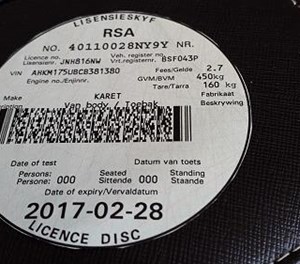 LISENSIESKYF
RSA
NO. 40110028NY9Y NR.
Licence no./ Lisensienr. JNH816NW Veh. register no./ Vrt.registernr. BSF043P
VIN AHKM175UBCB381380 Fees/Gelde 2.7
Engine no./Enjinnr. GVM/BVM 450kg
Tare/Tarra 160 kg
Make KARET Fabrikaat
Description Van body / Toebak Beskrywing
Date of test Datum van toets
Persons: Seated Standing
Persone: 000 Sittende 000 Staande
Date of expiry/Vervaldatum
2017-02-28
LICENCE DISC